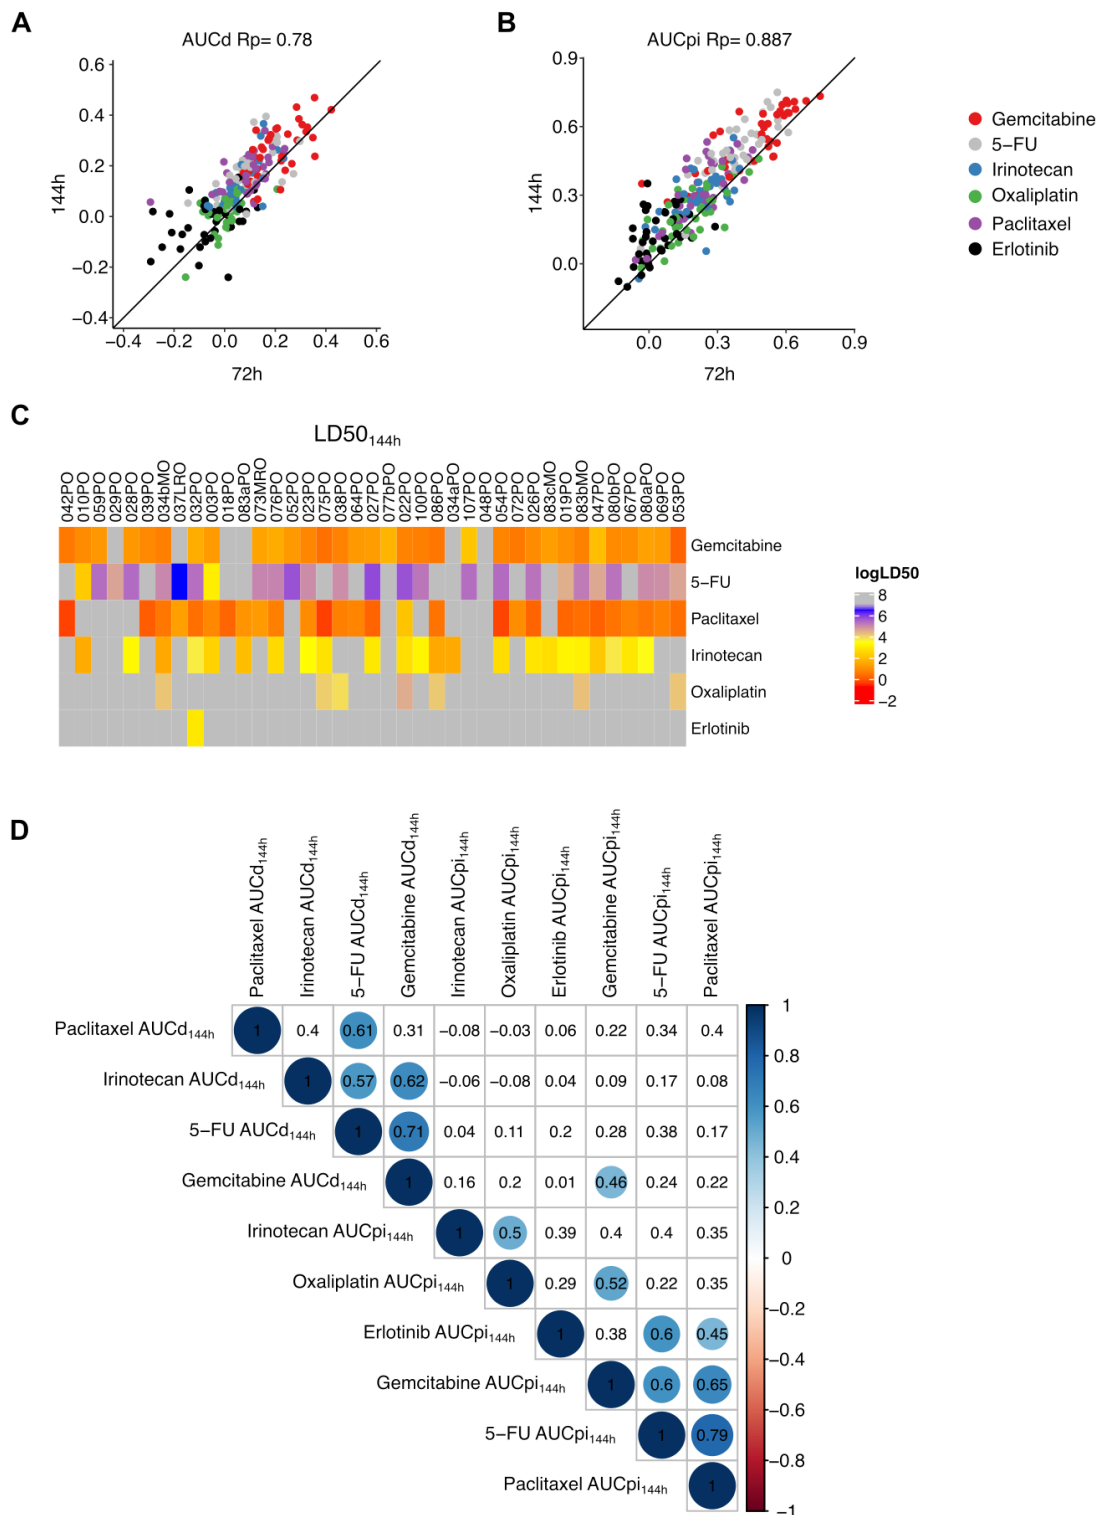 A
AUCd Rp= 0.78
144h
0.6
0.4
0.2
0.0
−0.2
−0.4
−0.4 −0.2 0.0 0.2 0.4 0.6
72h
B
AUCpi Rp= 0.887
144h
0.9
0.6
0.3
0.0
0.0 0.3 0.6 0.9
72h
Gemcitabine
5−FU
Irinotecan
Oxaliplatin
Paclitaxel
Erlotinib
C
LD50144h
042PO 010PO 059PO 029PO 028PO 039PO 034bMO 037LRO 032PO 003PO 018PO 083aPO 073MRO 076PO 052PO 023PO 075PO 038PO 064PO 027PO 077bPO 022PO 100PO 086PO 034aPO 107PO 048PO 054PO 072PO 026PO 083cMO 019PO 083bMO 047PO 080bPO 067PO 080aPO 069PO 053PO
Gemcitabine
5−FU
Paclitaxel
Irinotecan
Oxaliplatin
Erlotinib
logLD50
8
6
4
2
0
−2
D
Paclitaxel AUCd144h
Irinotecan AUCd144h
5−FU AUCd144h
Gemcitabine AUCd144h
Irinotecan AUCpi144h
Oxaliplatin AUCpi144h
Erlotinib AUCpi144h
Gemcitabine AUCpi144h
5−FU AUCpi144h
Paclitaxel AUCpi144h
Paclitaxel AUCd144h 1 0.4 0.61 0.31 −0.08 −0.03 0.06 0.22 0.34 0.4
Irinotecan AUCd144h 1 0.57 0.62 −0.06 −0.08 0.04 0.09 0.17 0.08
5−FU AUCd144h 1 0.71 0.04 0.11 0.2 0.28 0.38 0.17
Gemcitabine AUCd144h 1 0.16 0.2 0.01 0.46 0.24 0.22
Irinotecan AUCpi144h 1 0.5 0.39 0.4 0.4 0.35
Oxaliplatin AUCpi144h 1 0.29 0.52 0.22 0.35
Erlotinib AUCpi144h 1 0.38 0.6 0.45
Gemcitabine AUCpi144h 1 0.6 0.65
5−FU AUCpi144h 1 0.79
Paclitaxel AUCpi144h 1
1
0.8
0.6
0.4
0.2
0
−0.2
−0.4
−0.6
−0.8
−1